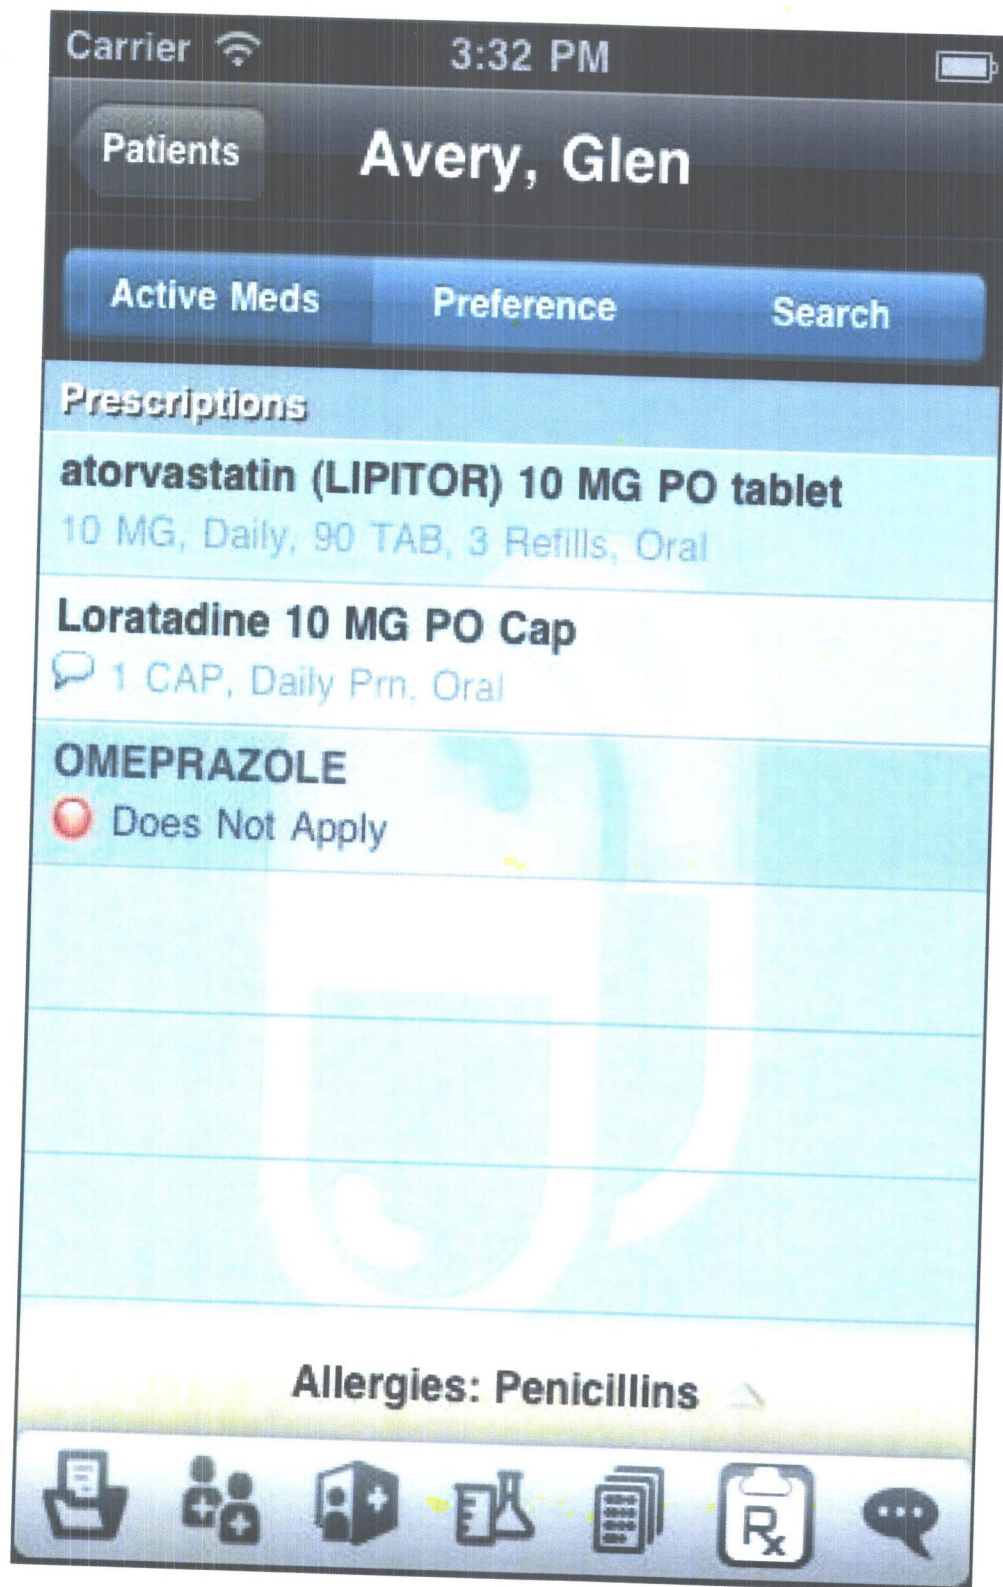 Carrier 3:32 PM
Patients Avery, Glen
Active Meds Preference Search
Prescriptions
atorvastatin (LIPITOR) 10 MG PO tablet
10 MG, Daily, 90 TAB, 3 Refills, Oral
Loratadine 10 MG PO Cap
1 CAP, Daily Prn, Oral
OMEPRAZOLE
Does Not Apply
Allergies: Penicillins
Rx